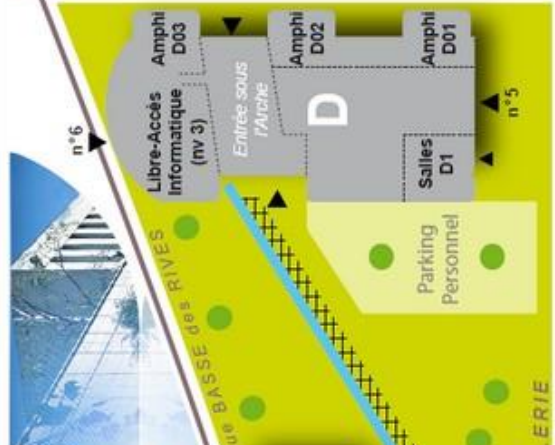 n°6
Amphi
D03
Amphi
D02
Amphi
D01
Libre-Accès
Informatique
(nv 3)
Entrée sous
l'Arche
D
n°5
Salles
D1
Parking
Personnel
BASSE des RIVES